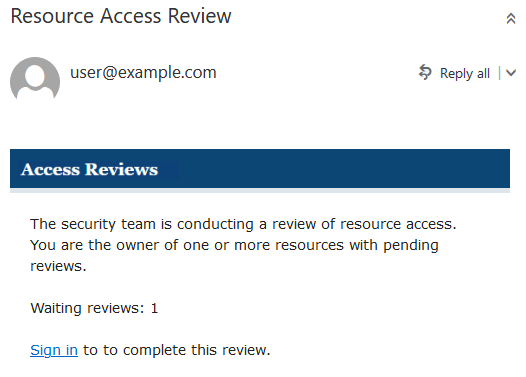 Resource Access Review
user@example.com
Reply all
Access Reviews
The security team is conducting a review of resource access.
You are the owner of one or more resources with pending
reviews.
Waiting reviews: 1
Sign in to to complete this review.